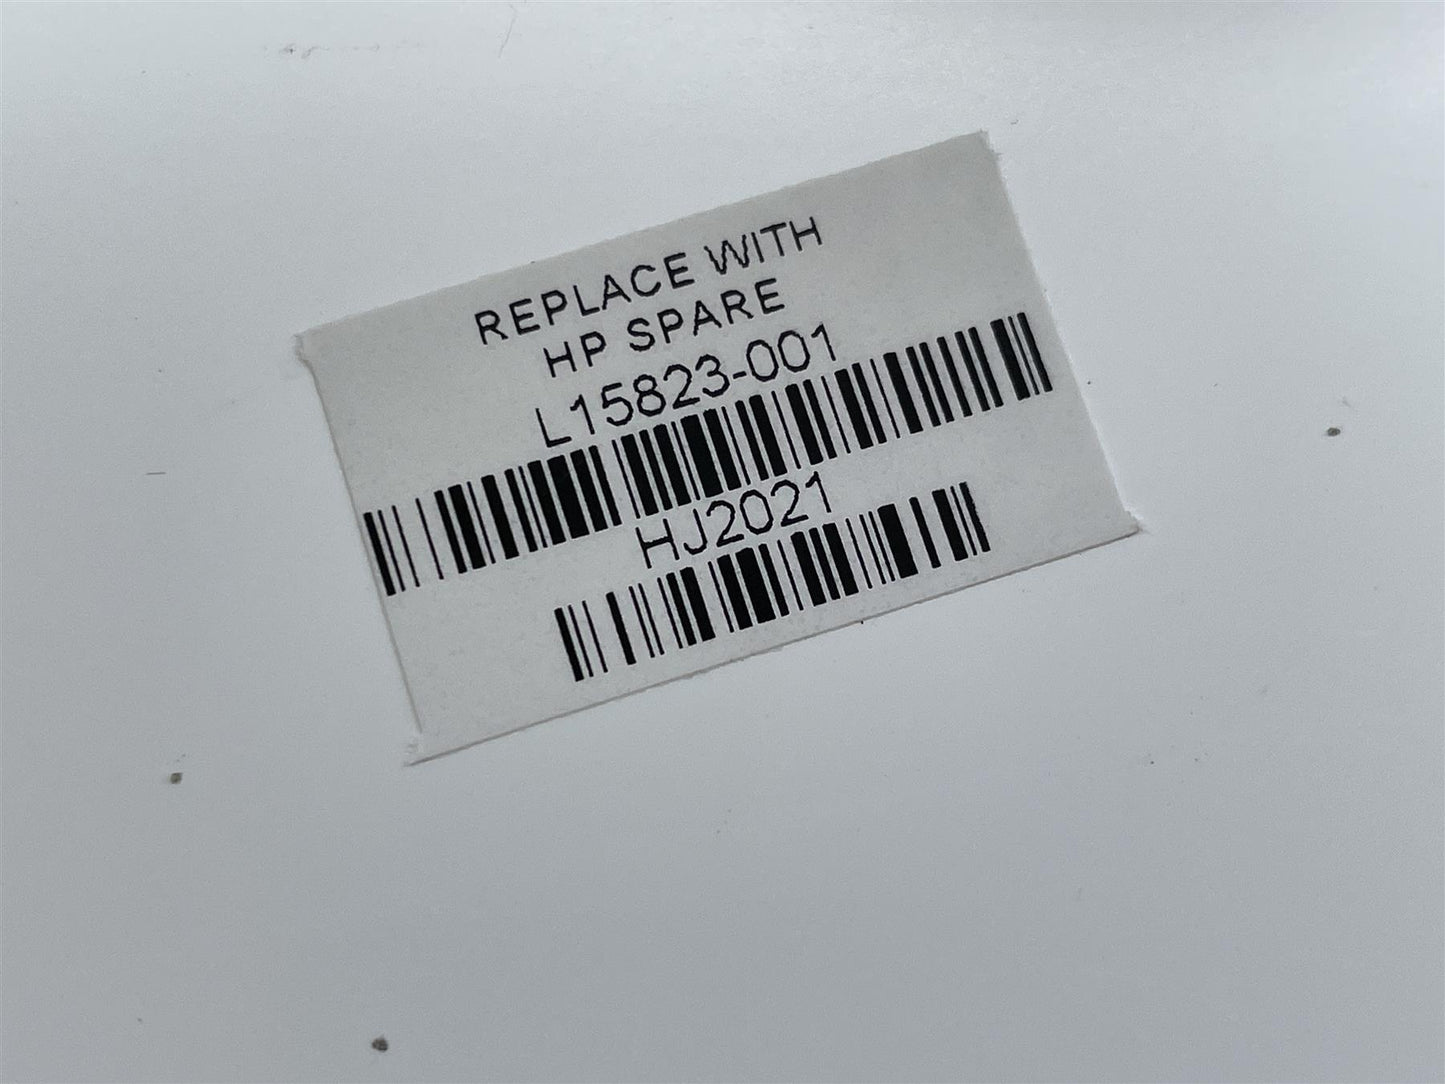 REPLACE WITH
HP SPARE
L15823-001
HJ2021